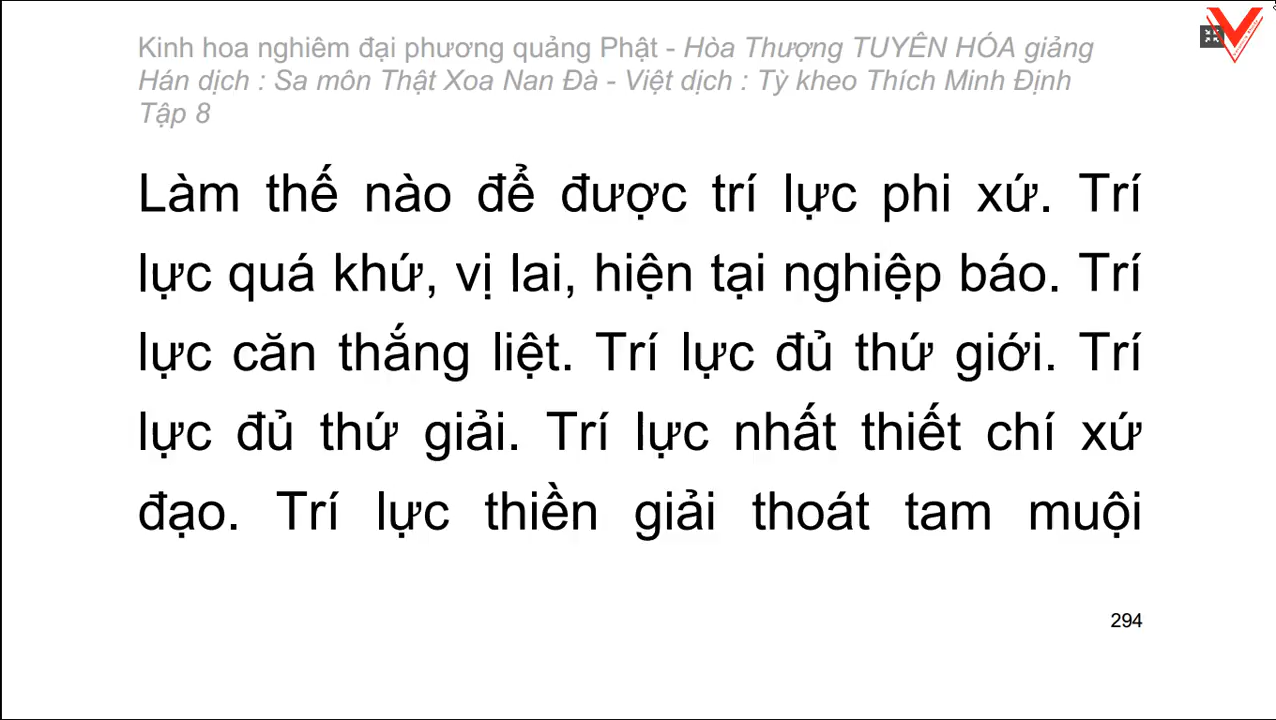 Kinh hoa nghiêm đại phương quảng Phật - Hòa Thượng TUYÊN HÓA giảng
Hán dịch : Sa môn Thật Xoa Nan Đà - Việt dịch : Tỳ kheo Thích Minh Định
Tập 8
Làm thế nào để được trí lực phi xứ. Trí
lực quá khứ, vị lai, hiện tại nghiệp báo. Trí
lực căn thắng liệt. Trí lực đủ thứ giới. Trí
lực đủ thứ giải. Trí lực nhất thiết chí xứ
đạo. Trí lực thiền giải thoát tam muội
294